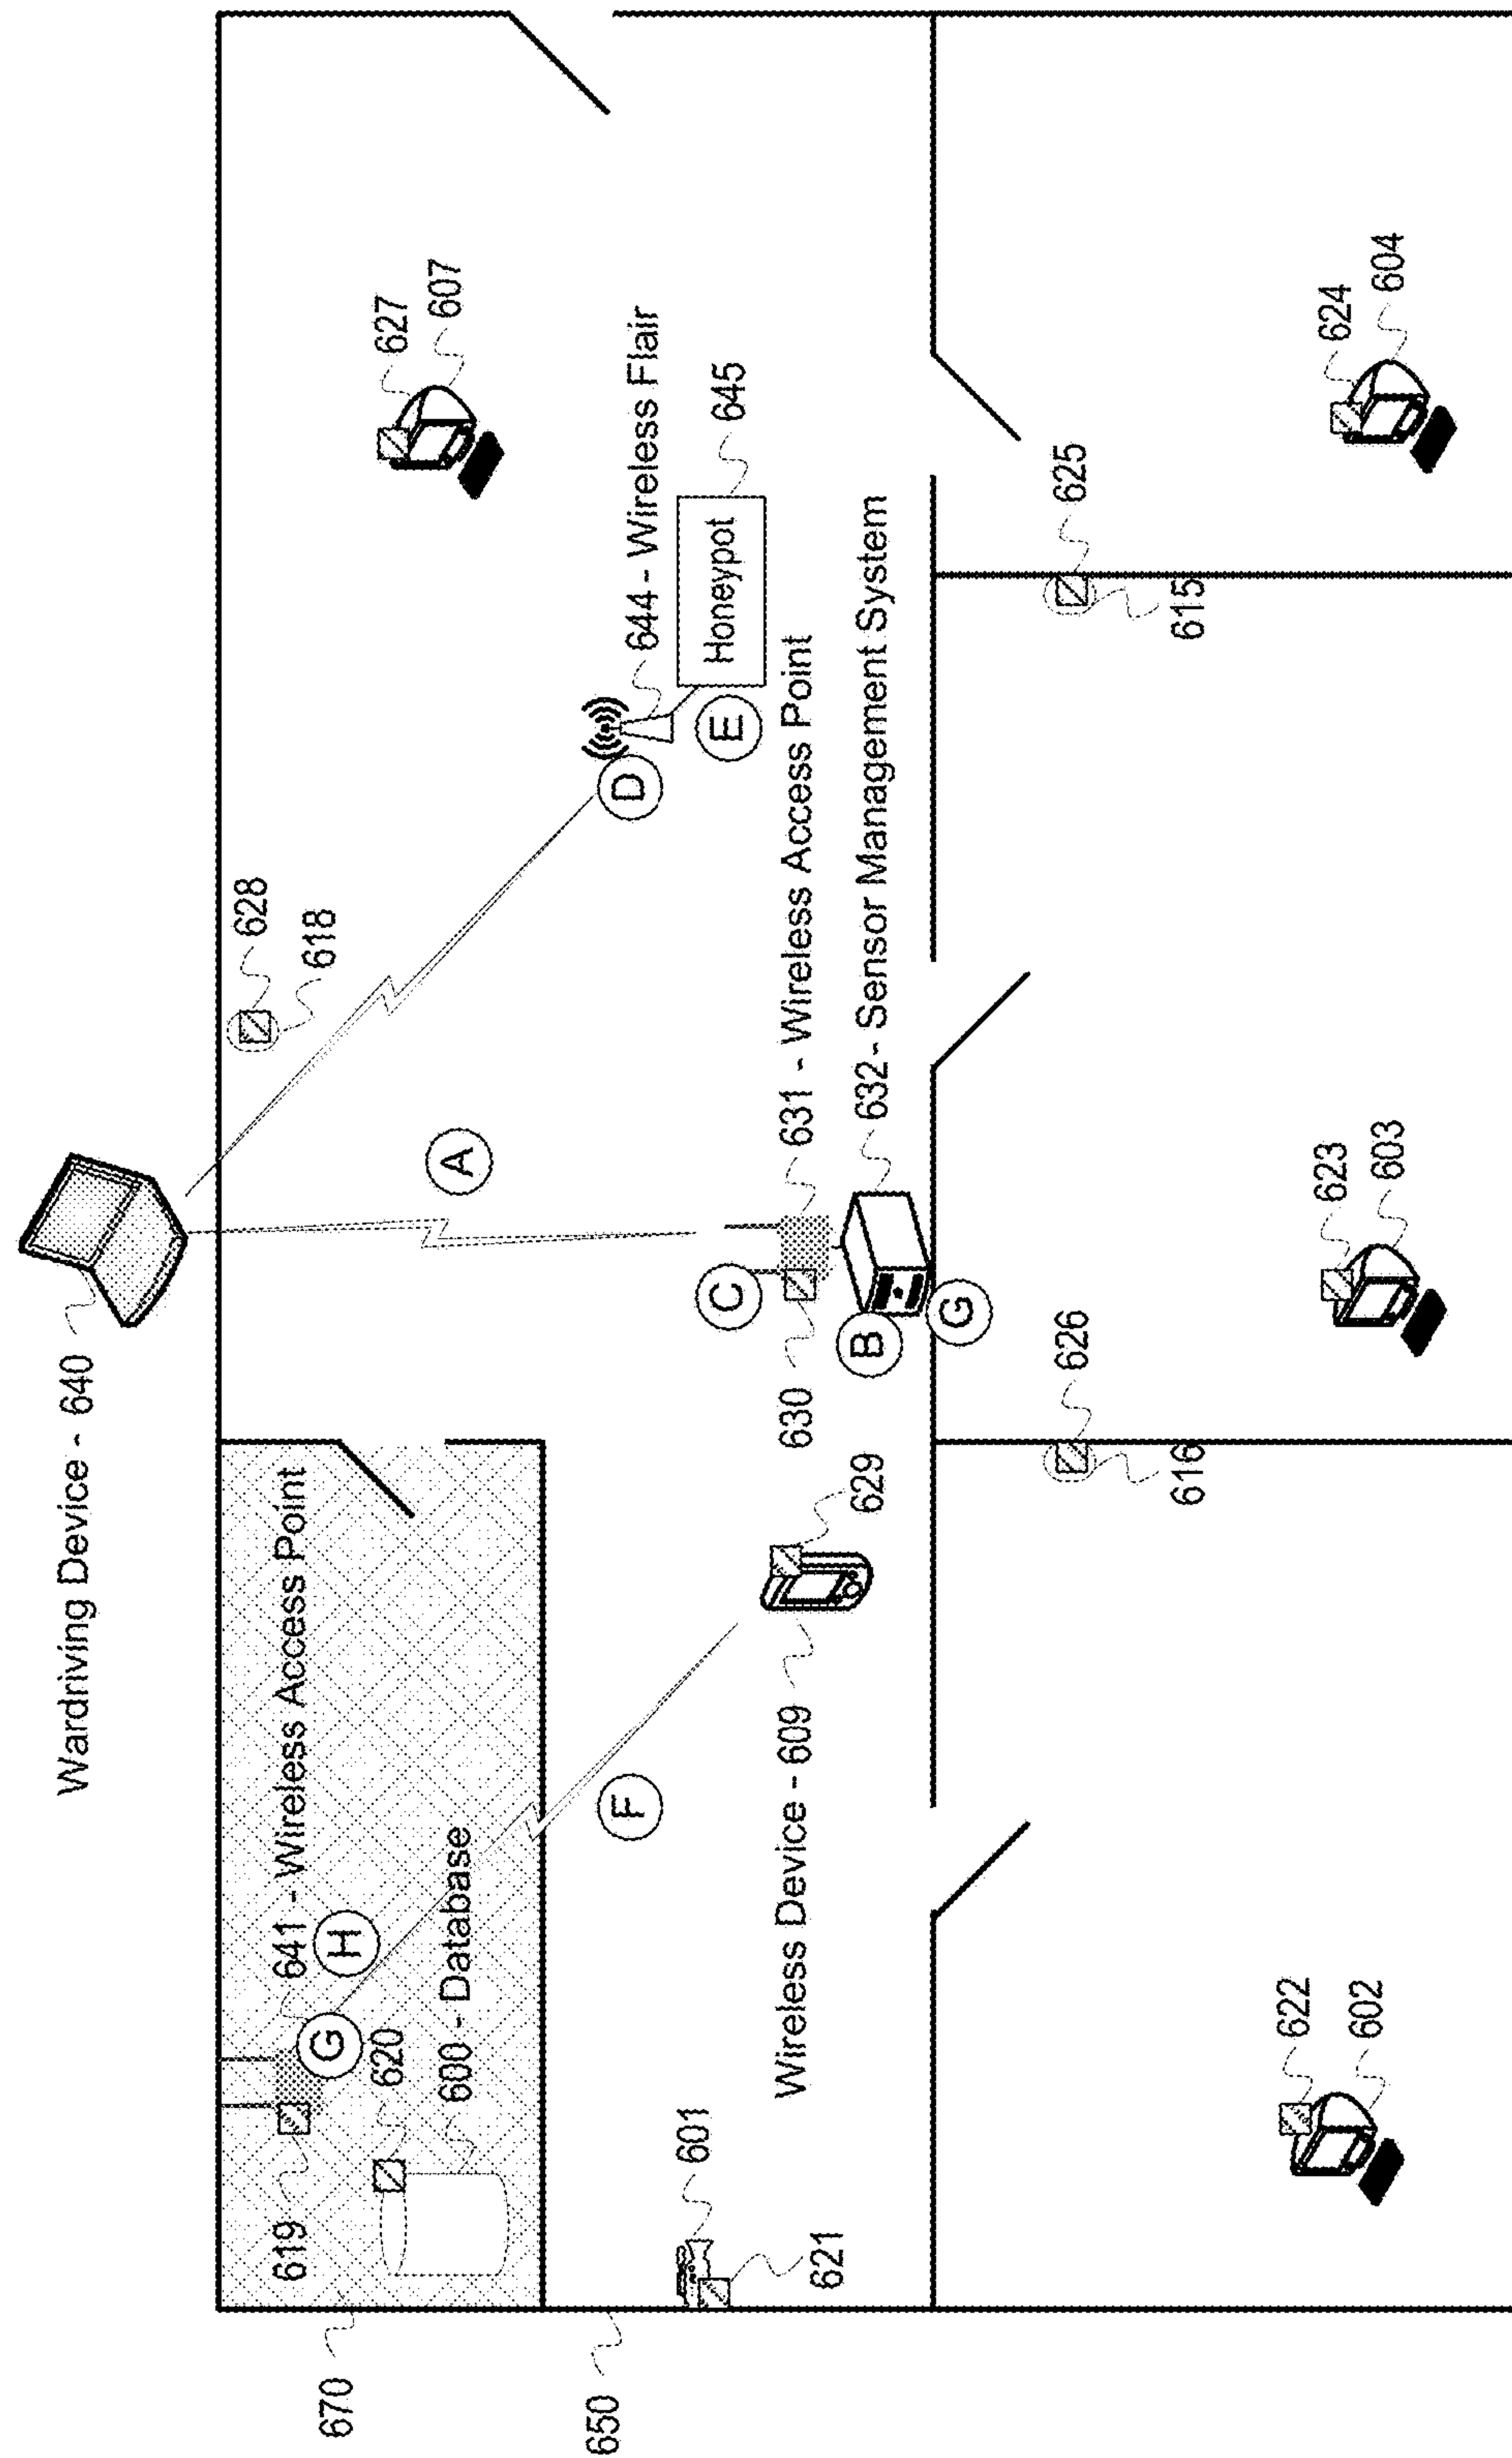 Wardriving Device - 640
670
650
619
620
641 - Wireless Access Point
G
H
600 - Database
601
621
F
Wireless Device - 609
629
A
628
618
627
607
D
644 - Wireless Flair
E
Honeypot
645
C
630
631 - Wireless Access Point
B
G
632 - Sensor Management System
626
616
625
615
622
602
623
603
624
604